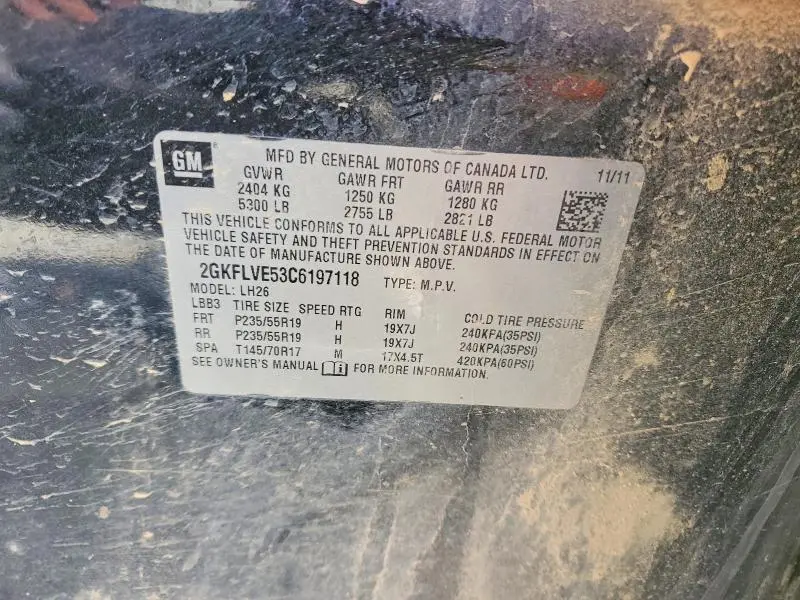 GM
MFD BY GENERAL MOTORS OF CANADA LTD. 11/11
GVWR GAWR FRT GAWR RR
2404 KG 1250 KG 1280 KG
5300 LB 2755 LB 2821 LB
THIS VEHICLE CONFORMS TO ALL APPLICABLE U.S. FEDERAL MOTOR
VEHICLE SAFETY AND THEFT PREVENTION STANDARDS IN EFFECT ON
THE DATE OF MANUFACTURE SHOWN ABOVE.
2GKFLVE53C6197118 TYPE: M.P.V.
MODEL: LH26
LBB3 TIRE SIZE SPEED RTG RIM COLD TIRE PRESSURE
FRT P235/55R19 H 19X7J 240KPA(35PSI)
RR P235/55R19 H 19X7J 240KPA(35PSI)
SPA T145/70R17 M 17X4.5T 420KPA(60PSI)
SEE OWNER'S MANUAL FOR MORE INFORMATION.